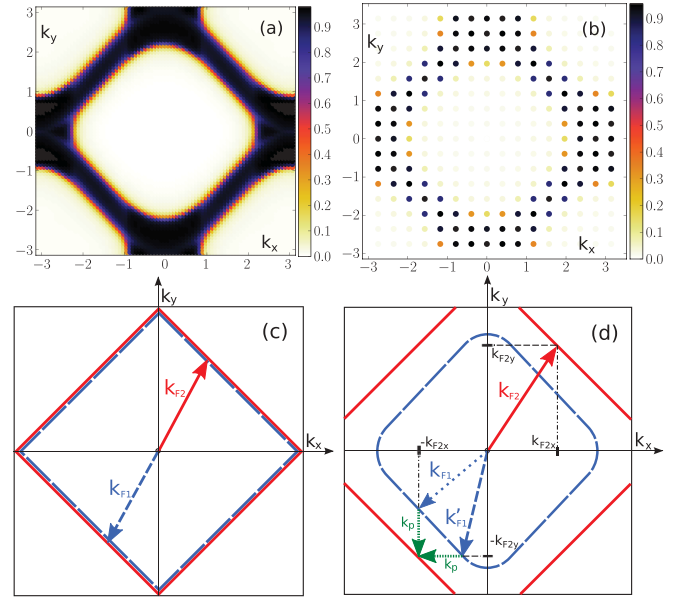 (a)
k_y
3
2
1
0
−1
−2
−3
−3 −2 −1 0 1 2 3
k_x
0.9
0.8
0.7
0.6
0.5
0.4
0.3
0.2
0.1
0.0
(b)
k_y
3
2
1
0
−1
−2
−3
−3 −2 −1 0 1 2 3
k_x
0.9
0.8
0.7
0.6
0.5
0.4
0.3
0.2
0.1
0.0
k_y
(c)
k_F2
k_x
k_F1
k_y
(d)
k_F2y
k_F2
-k_F2x
k_F2x
k_x
k_F1
k_p
k'_F1
-k_F2y
k_p